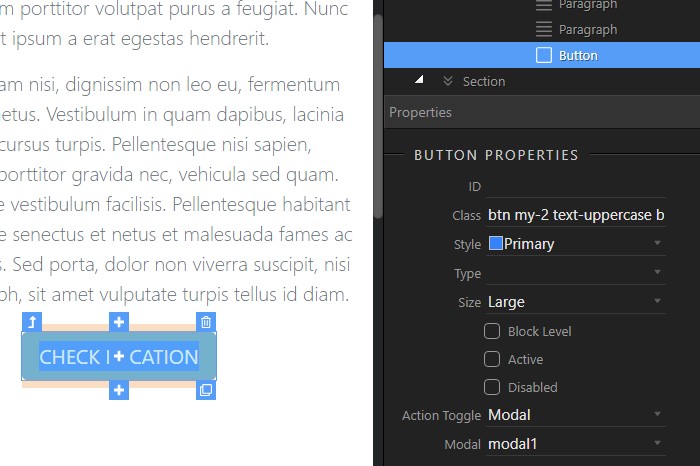 m porttitor volutpat purus a feugiat. Nunc
t ipsum a erat egestas hendrerit.
am nisi, dignissim non leo eu, fermentum
etus. Vestibulum in quam dapibus, lacinia
cursus turpis. Pellentesque nisi sapien,
porttitor gravida nec, vehicula sed quam.
e vestibulum facilisis. Pellentesque habitant
e senectus et netus et malesuada fames ac
s. Sed porta, dolor non viverra suscipit, nisi
ph, sit amet vulputate turpis tellus id diam.
CHECK CATION
Paragraph
Paragraph
Button
Section
Properties
BUTTON PROPERTIES
ID
Class btn my-2 text-uppercase b
Style Primary
Type
Size Large
Block Level
Active
Disabled
Action Toggle Modal
Modal modal1